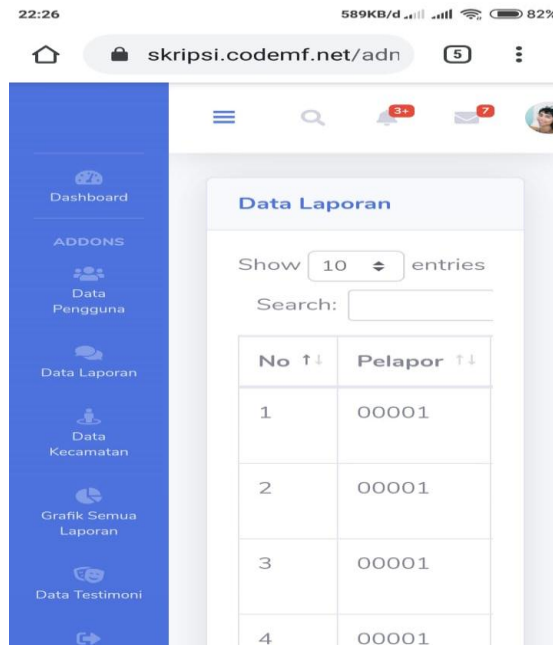 22:26
589KB/d
82%
skripsi.codemf.net/adn
5
3+
7
Dashboard
ADDONS
Data
Pengguna
Data Laporan
Data
Kecamatan
Grafik Semua
Laporan
Data Testimoni
Data Laporan
Show 10 entries
Search:
No Pelapor
1 00001
2 00001
3 00001
4 00001